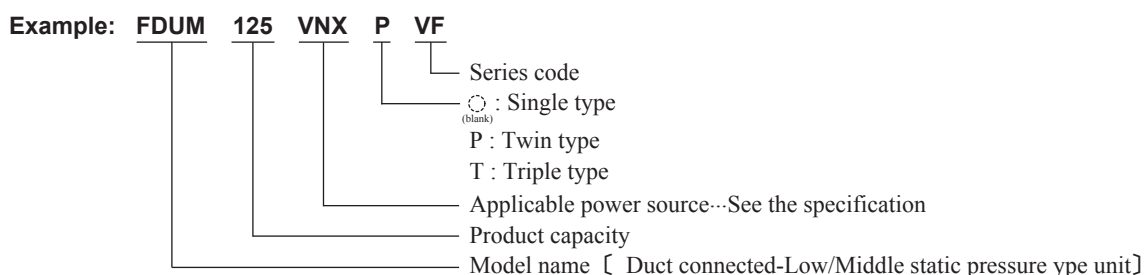 Example: FDUM 125 VNX P VF
Series code
: Single type
(blank)
P : Twin type
T : Triple type
Applicable power source···See the specification
Product capacity
Model name〔 Duct connected-Low/Middle static pressure ype unit〕